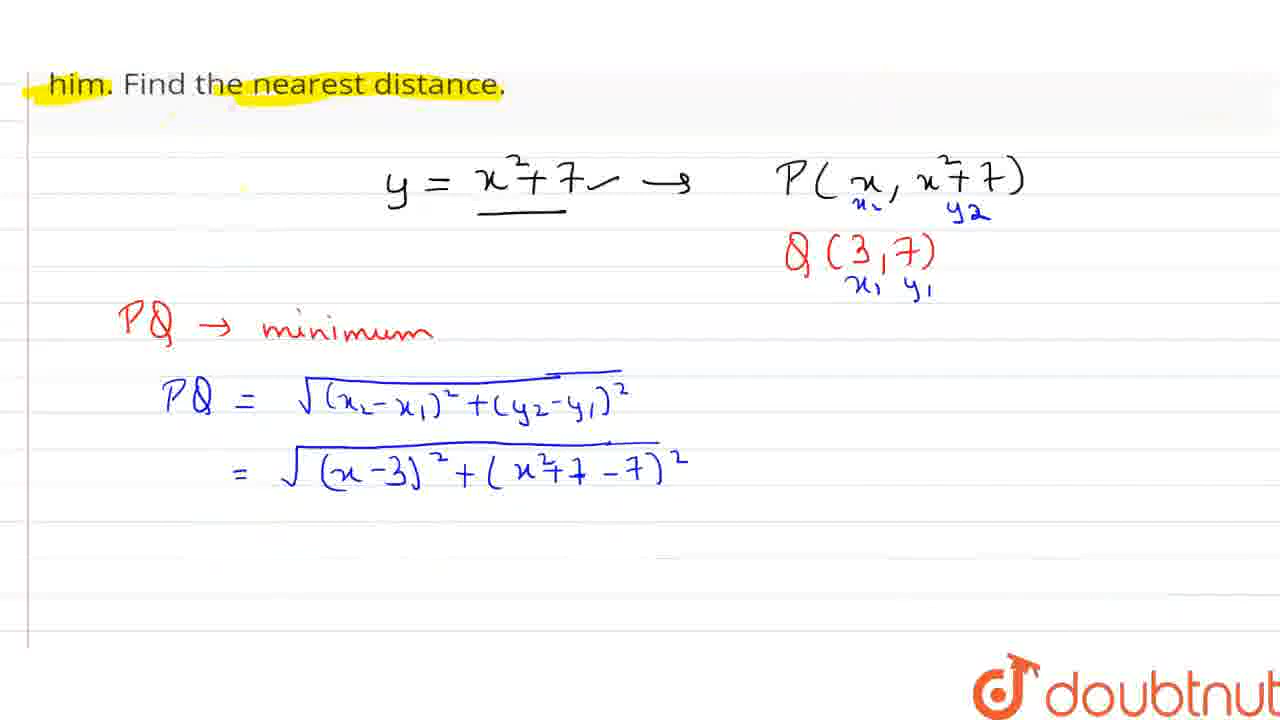 him. Find the nearest distance.
y = x²+7 ✓ → P(x, x²+7)
x₂ y2
Q(3,7)
x₁ y₁
PQ → minimum
PQ = √(x₂-x₁)²+(y2-y₁)²
= √(x-3)²+(x²+7-7)²
doubtnut